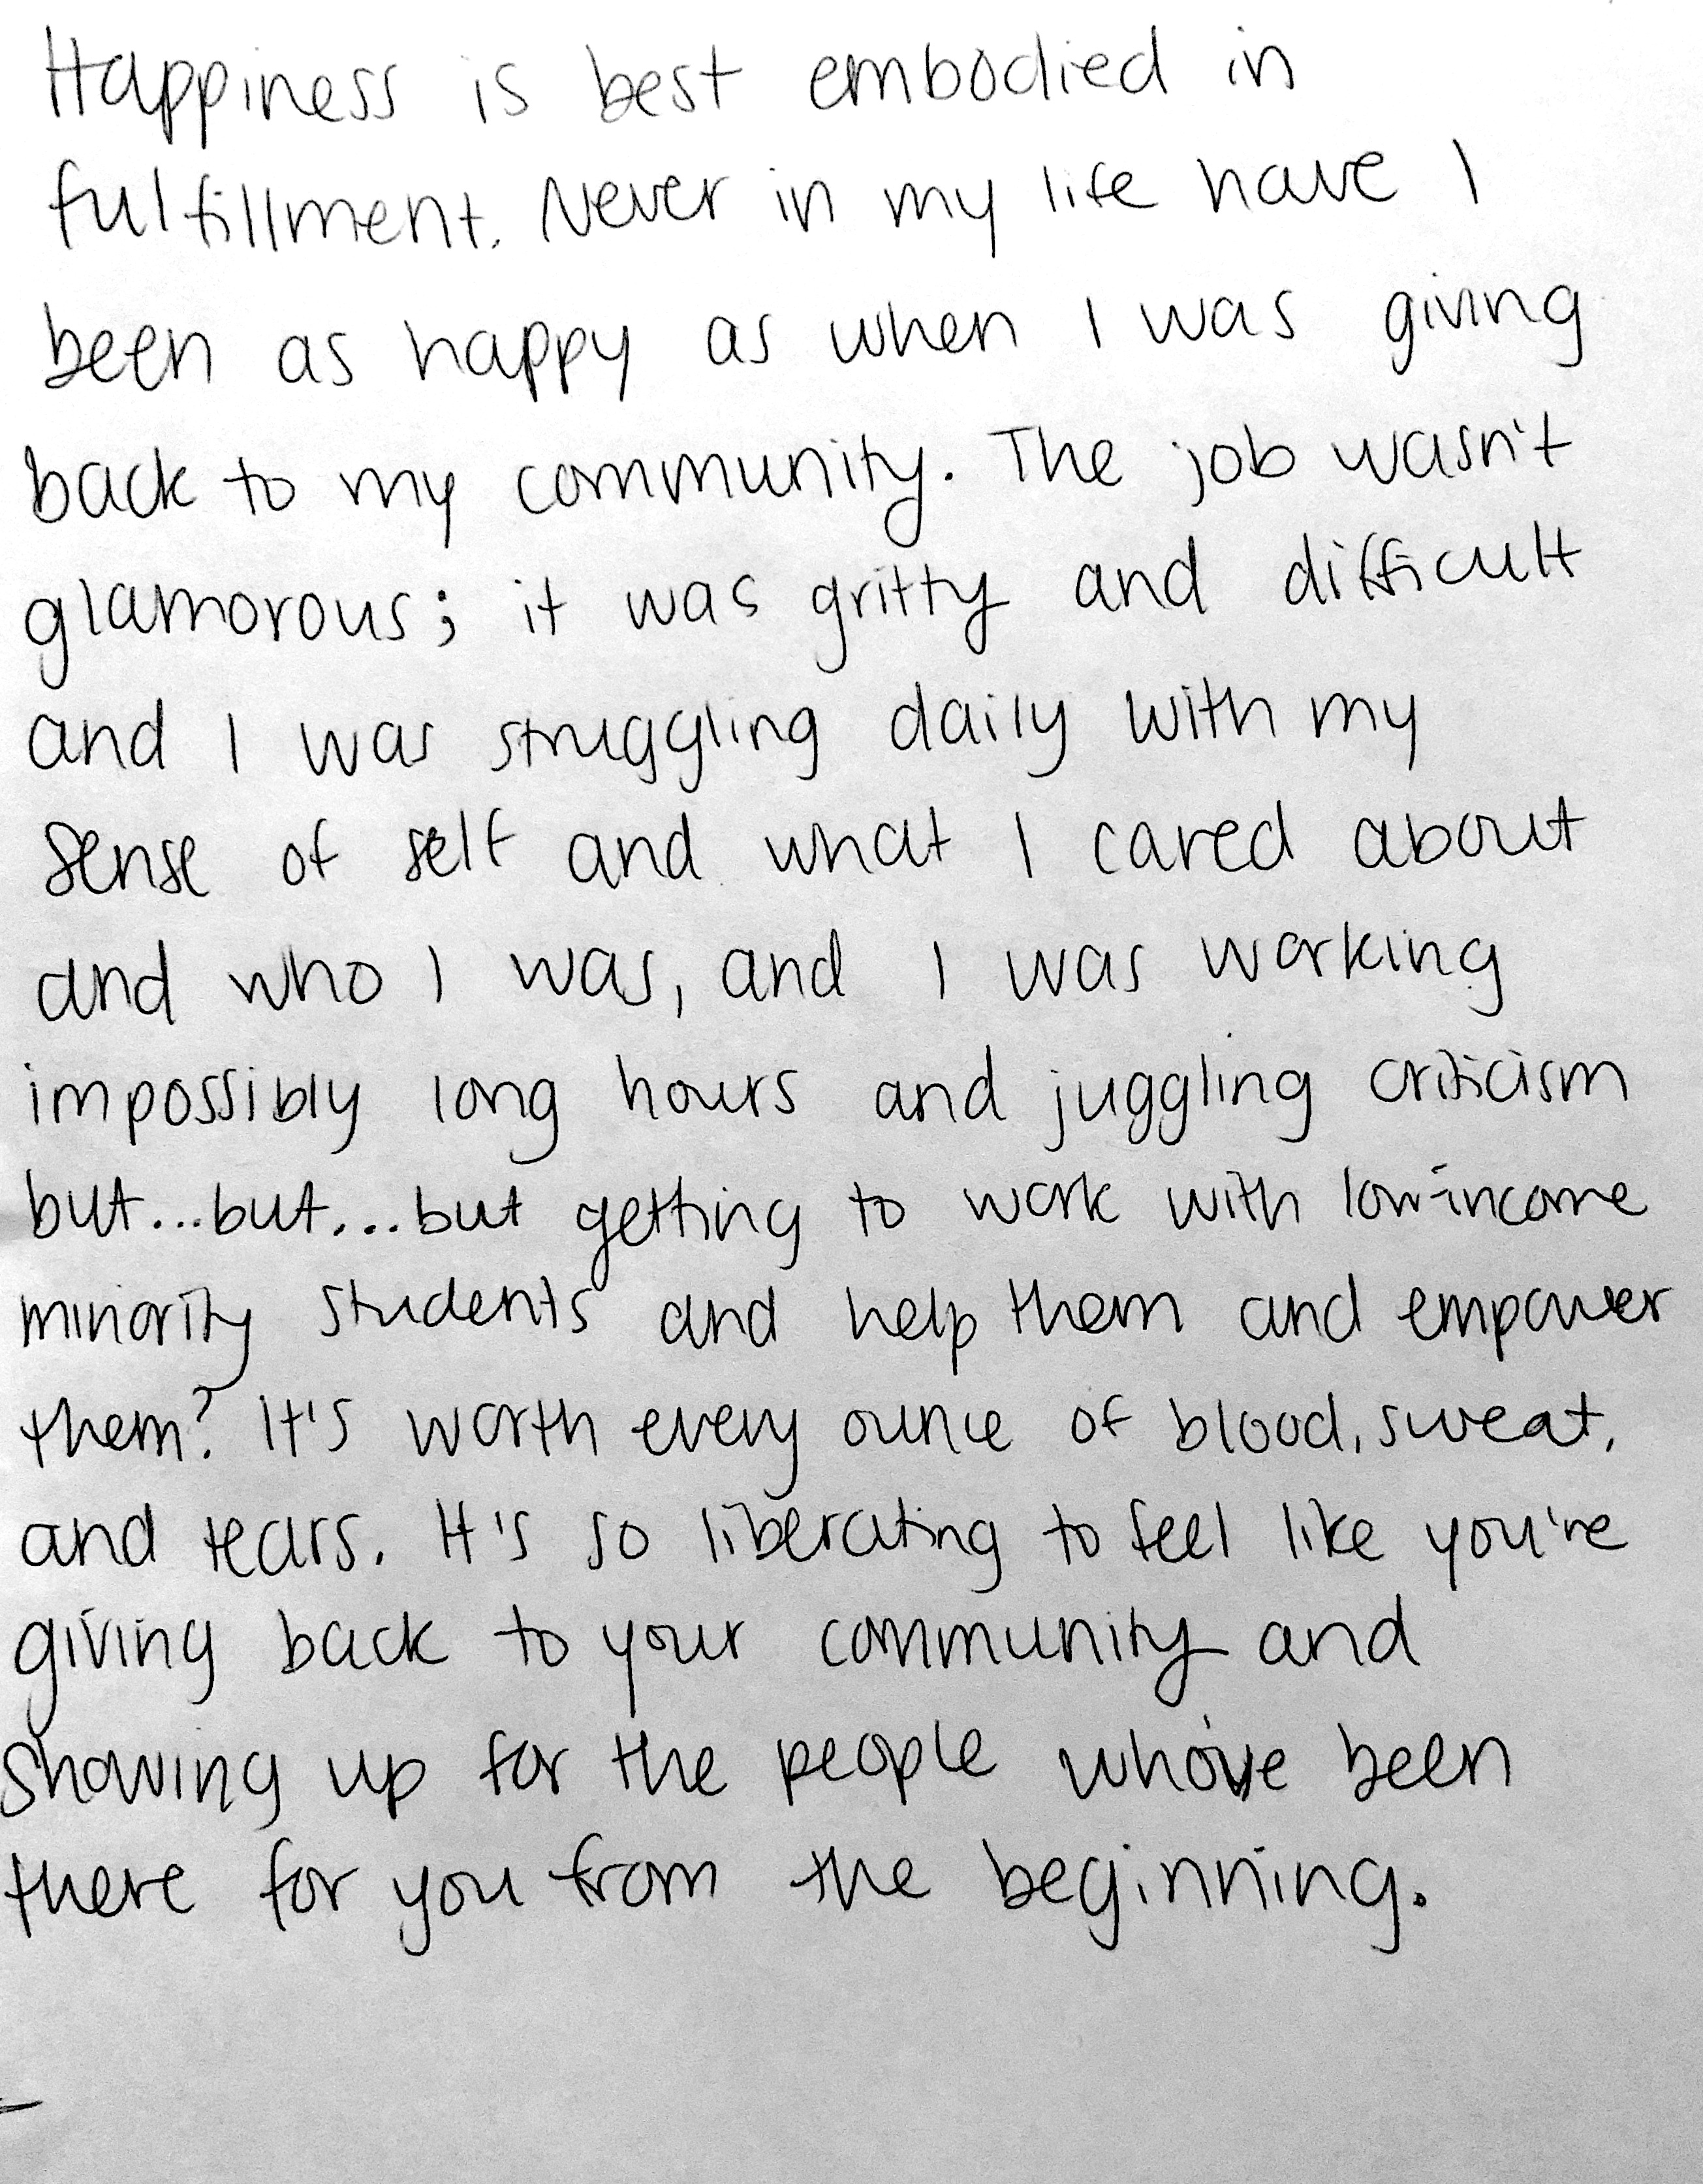 Happiness is best embodied in
fulfillment. Never in my life have I
been as happy as when I was giving
back to my community. The job wasn't
glamorous; it was gritty and difficult
and I was struggling daily with my
sense of self and what I cared about
and who I was, and I was working
impossibly long hours and juggling criticism
but...but...but getting to work with low-income
minority students and help them and empower
them? It's worth every ounce of blood, sweat,
and tears. It's so liberating to feel like you're
giving back to your community and
showing up for the people who've been
there for you from the beginning.